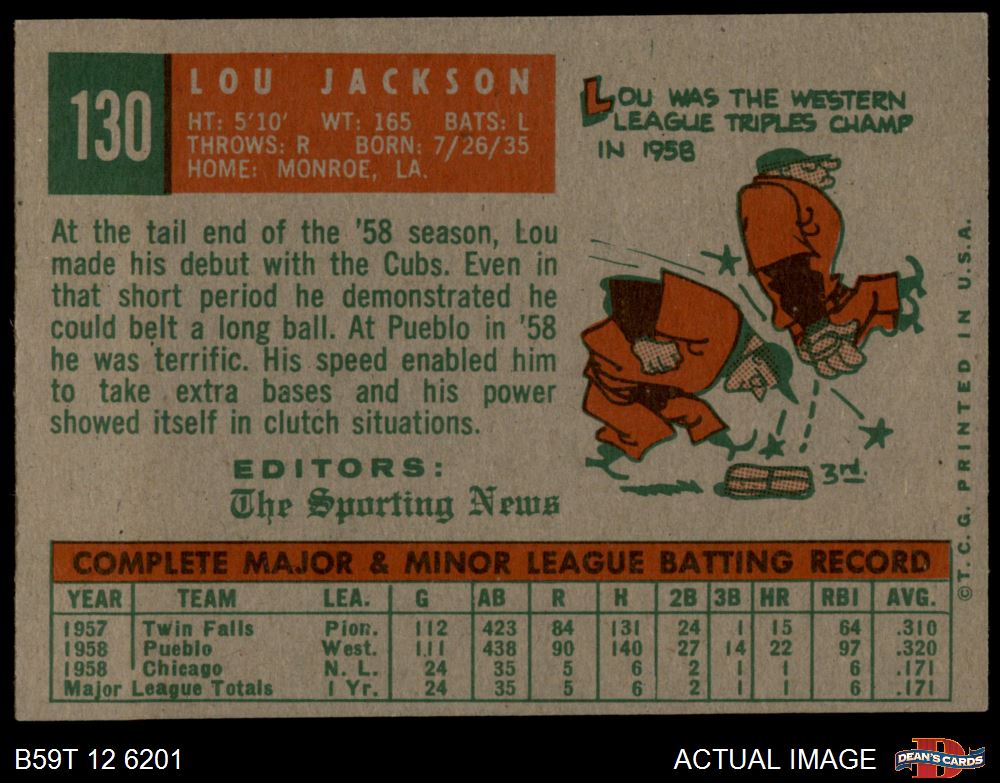 130
LOU JACKSON
HT: 5'10' WT: 165 BATS: L
THROWS: R BORN: 7/26/35
HOME: MONROE, LA.
LOU WAS THE WESTERN
LEAGUE TRIPLES CHAMP
IN 1958
At the tail end of the '58 season, Lou
made his debut with the Cubs. Even in
that short period he demonstrated he
could belt a long ball. At Pueblo in '58
he was terrific. His speed enabled him
to take extra bases and his power
showed itself in clutch situations.
EDITORS:
The Sporting News
3rd.
COMPLETE MAJOR & MINOR LEAGUE BATTING RECORD
YEAR TEAM LEA. G AB R H 2B 3B HR RBI AVG.
1957 Twin Falls Pion. 112 423 84 131 24 1 15 64 .310
1958 Pueblo West. 111 438 90 140 27 14 22 97 .320
1958 Chicago N. L. 24 35 5 6 2 1 1 6 .171
Major League Totals 1 Yr. 24 35 5 6 2 1 1 6 .171
©T. C. G. PRINTED IN U.S.A.
B59T 12 6201
ACTUAL IMAGE
D
DEAN'S CARDS